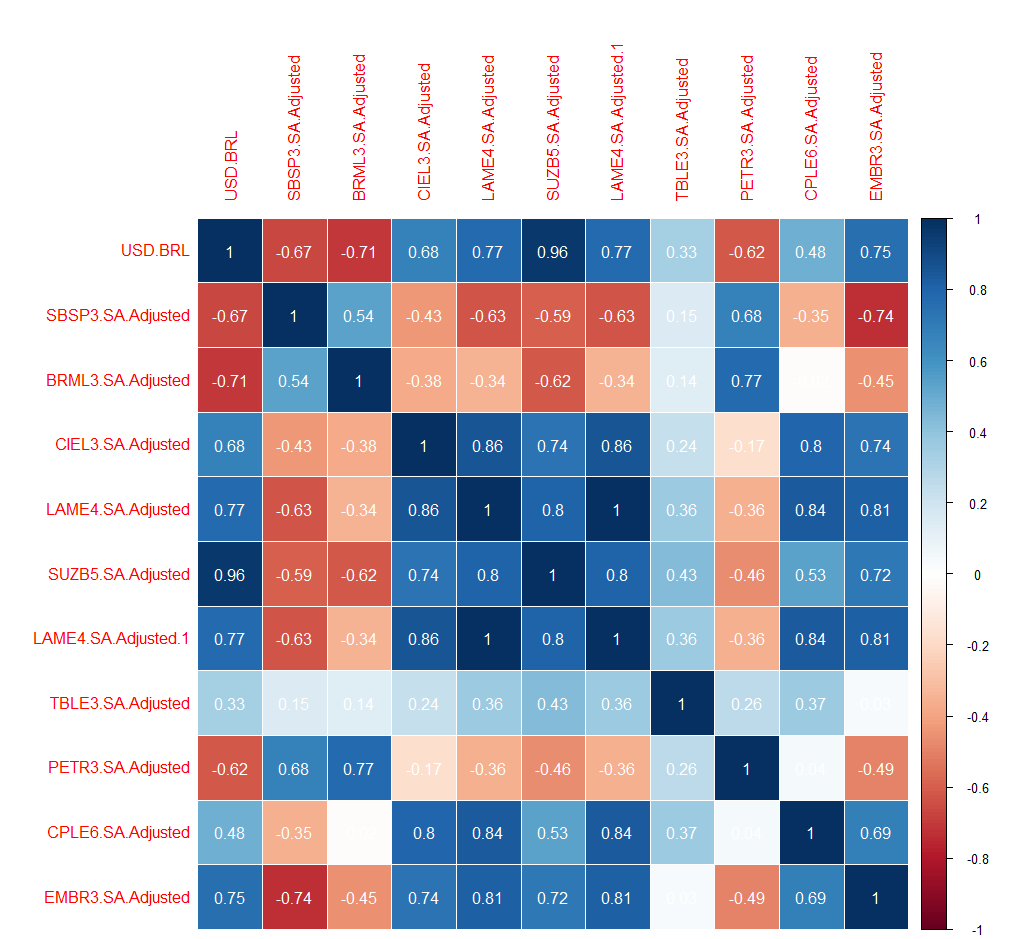 USD.BRL SBSP3.SA.Adjusted BRML3.SA.Adjusted CIEL3.SA.Adjusted LAME4.SA.Adjusted SUZB5.SA.Adjusted LAME4.SA.Adjusted.1 TBLE3.SA.Adjusted PETR3.SA.Adjusted CPLE6.SA.Adjusted EMBR3.SA.Adjusted
USD.BRL 1 -0.67 -0.71 0.68 0.77 0.96 0.77 0.33 -0.62 0.48 0.75
SBSP3.SA.Adjusted -0.67 1 0.54 -0.43 -0.63 -0.59 -0.63 0.15 0.68 -0.35 -0.74
BRML3.SA.Adjusted -0.71 0.54 1 -0.38 -0.34 -0.62 -0.34 0.14 0.77 -0.45
CIEL3.SA.Adjusted 0.68 -0.43 -0.38 1 0.86 0.74 0.86 0.24 -0.17 0.8 0.74
LAME4.SA.Adjusted 0.77 -0.63 -0.34 0.86 1 0.8 1 0.36 -0.36 0.84 0.81
SUZB5.SA.Adjusted 0.96 -0.59 -0.62 0.74 0.8 1 0.8 0.43 -0.46 0.53 0.72
LAME4.SA.Adjusted.1 0.77 -0.63 -0.34 0.86 1 0.8 1 0.36 -0.36 0.84 0.81
TBLE3.SA.Adjusted 0.33 0.15 0.14 0.24 0.36 0.43 0.36 1 0.26 0.37 0.03
PETR3.SA.Adjusted -0.62 0.68 0.77 -0.17 -0.36 -0.46 -0.36 0.26 1 0.04 -0.49
CPLE6.SA.Adjusted 0.48 -0.35 0.8 0.84 0.53 0.84 0.37 0.04 1 0.69
EMBR3.SA.Adjusted 0.75 -0.74 -0.45 0.74 0.81 0.72 0.81 0.03 -0.49 0.69 1
1
0.8
0.6
0.4
0.2
0
-0.2
-0.4
-0.6
-0.8
-1